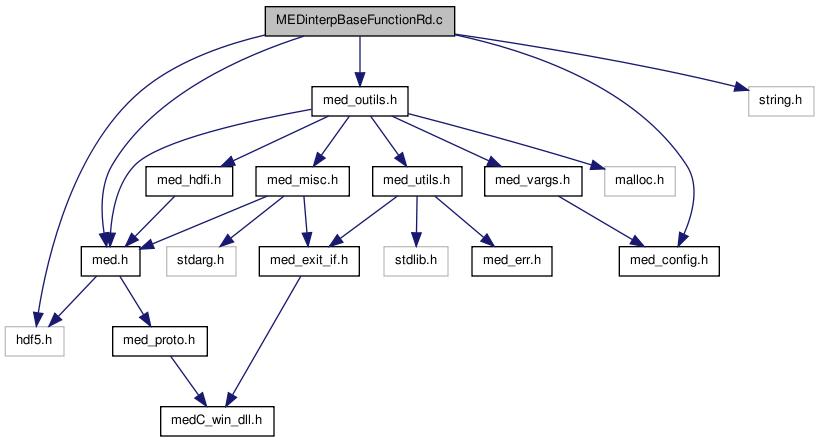 MEDinterpBaseFunctionRd.c
med_outils.h
string.h
med_hdfi.h
med_misc.h
med_utils.h
med_vargs.h
malloc.h
med.h
stdarg.h
med_exit_if.h
stdlib.h
med_err.h
med_config.h
hdf5.h
med_proto.h
medC_win_dll.h